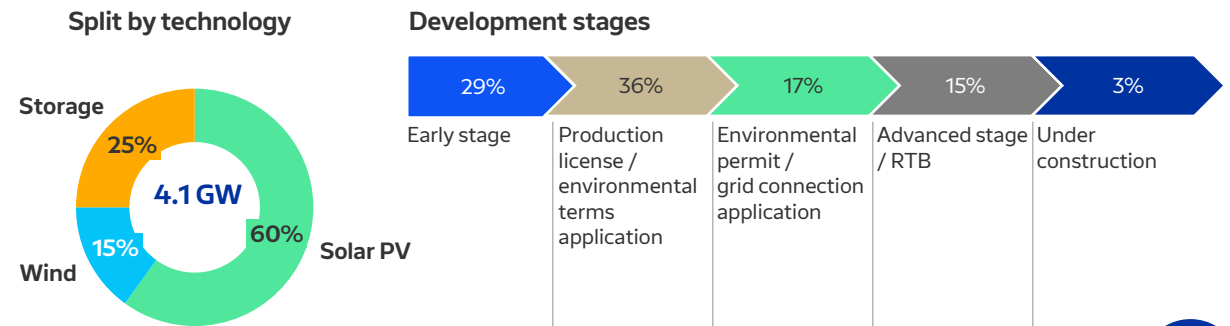 Split by technology
Storage
25%
4.1 GW
15%
60%
Solar PV
Wind
Development stages
29%
36%
17%
15%
3%
Early stage
Production
license /
environmental
terms
application
Environmental
permit /
grid connection
application
Advanced stage
/ RTB
Under
construction